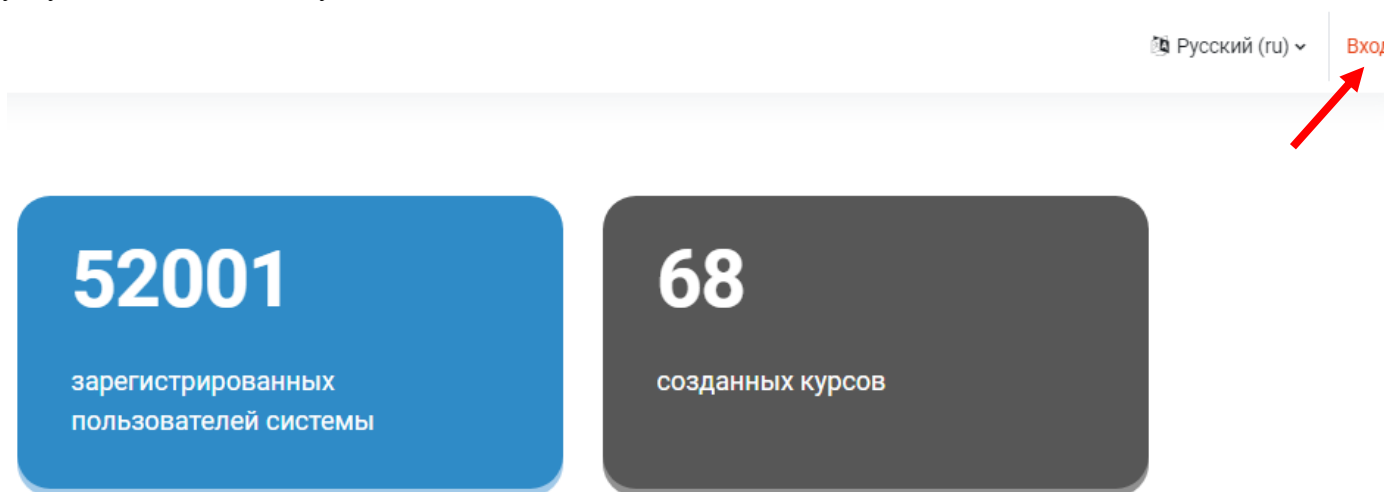 Русский (ru)
Вход
52001
68
зарегистрированных
пользователей системы
созданных курсов